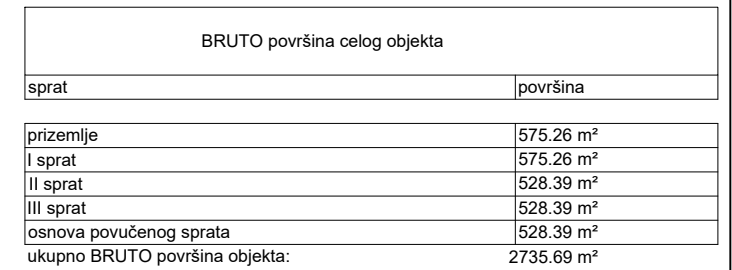 BRUTO površina celog objekta
sprat površina
prizemlje 575.26 m²
I sprat 575.26 m²
II sprat 528.39 m²
III sprat 528.39 m²
osnova povučenog sprata 528.39 m²
ukupno BRUTO površina objekta: 2735.69 m²